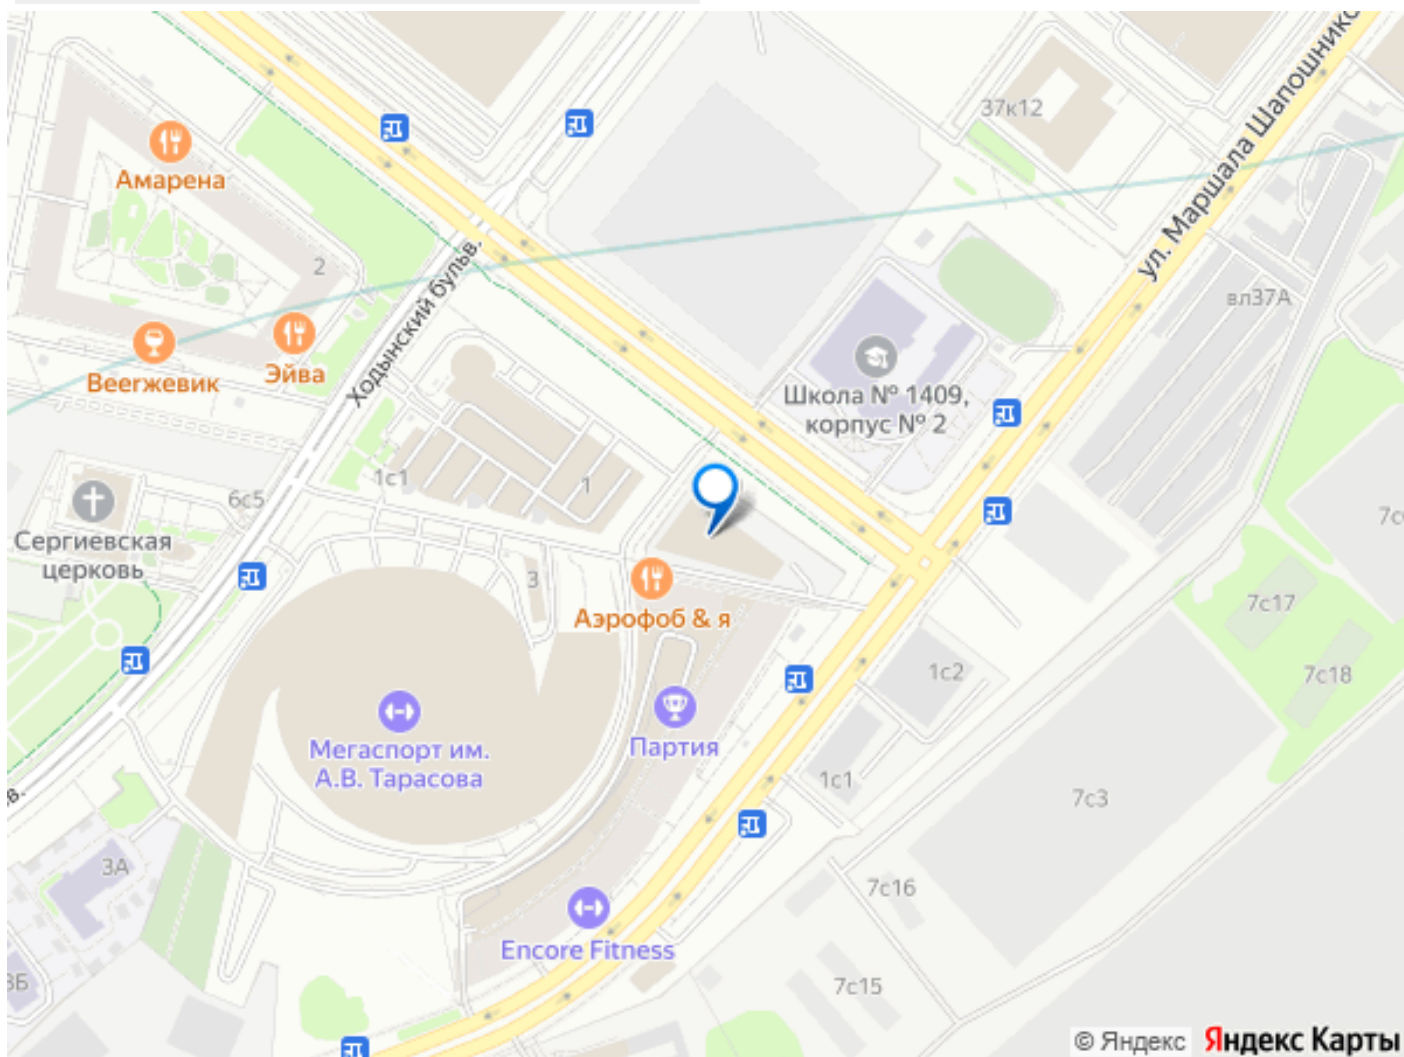 37к12
ул. Маршала Шапошникс
Амарена
2
Ходынский бульв.
вл37А
Эйва
Веегжевик
Школа № 1409,
корпус № 2
1с1
1
6с5
Сергиевская
церковь
3
Аэрофоб & я
7с17
1с2
7с18
Партия
Мегаспорт им.
А.В. Тарасова
1с1
7с3
в.
3А
7с16
Encore Fitness
7с15
© Яндекс Яндекс Карты